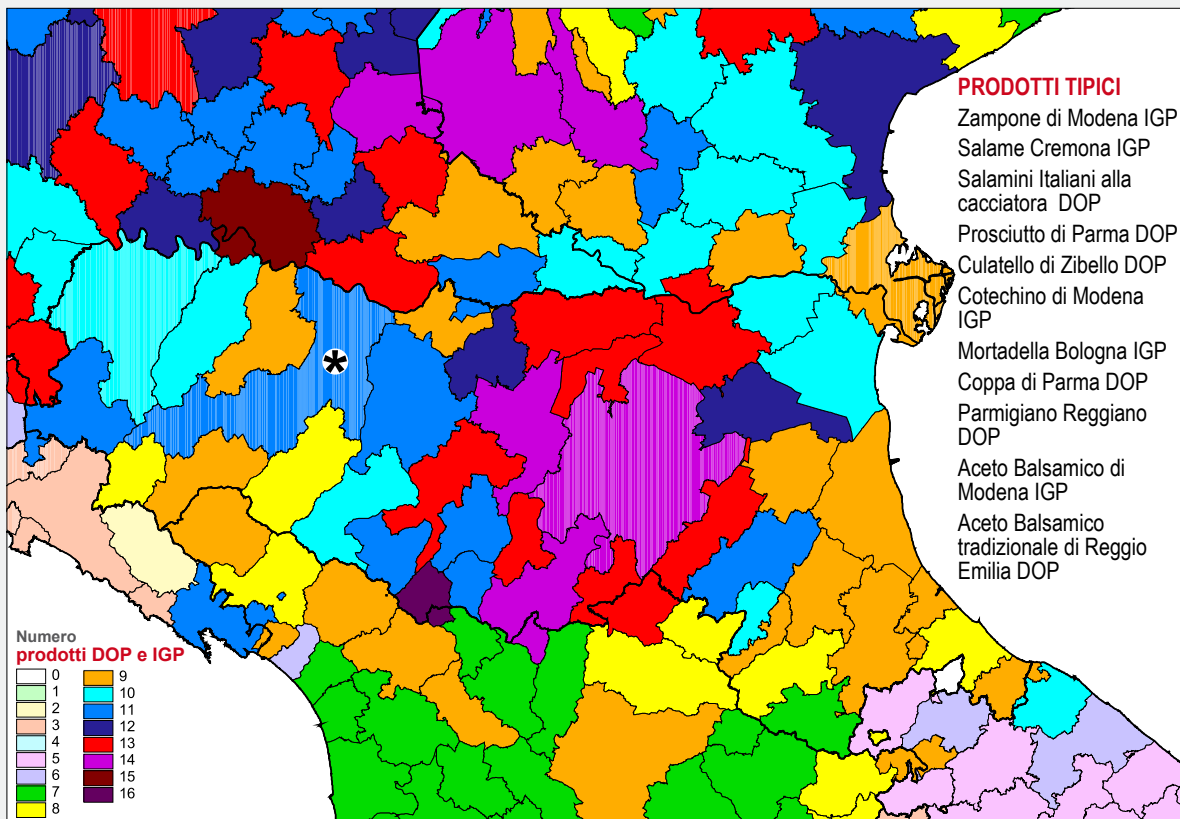 PRODOTTI TIPICI
Zampone di Modena IGP
Salame Cremona IGP
Salamini Italiani alla
cacciatora DOP
Prosciutto di Parma DOP
Culatello di Zibello DOP
Cotechino di Modena
IGP
Mortadella Bologna IGP
Coppa di Parma DOP
Parmigiano Reggiano
DOP
Aceto Balsamico di
Modena IGP
Aceto Balsamico
tradizionale di Reggio
Emilia DOP
*
Numero
prodotti DOP e IGP
0 9
1 10
2 11
3 12
4 13
5 14
6 15
7 16
8